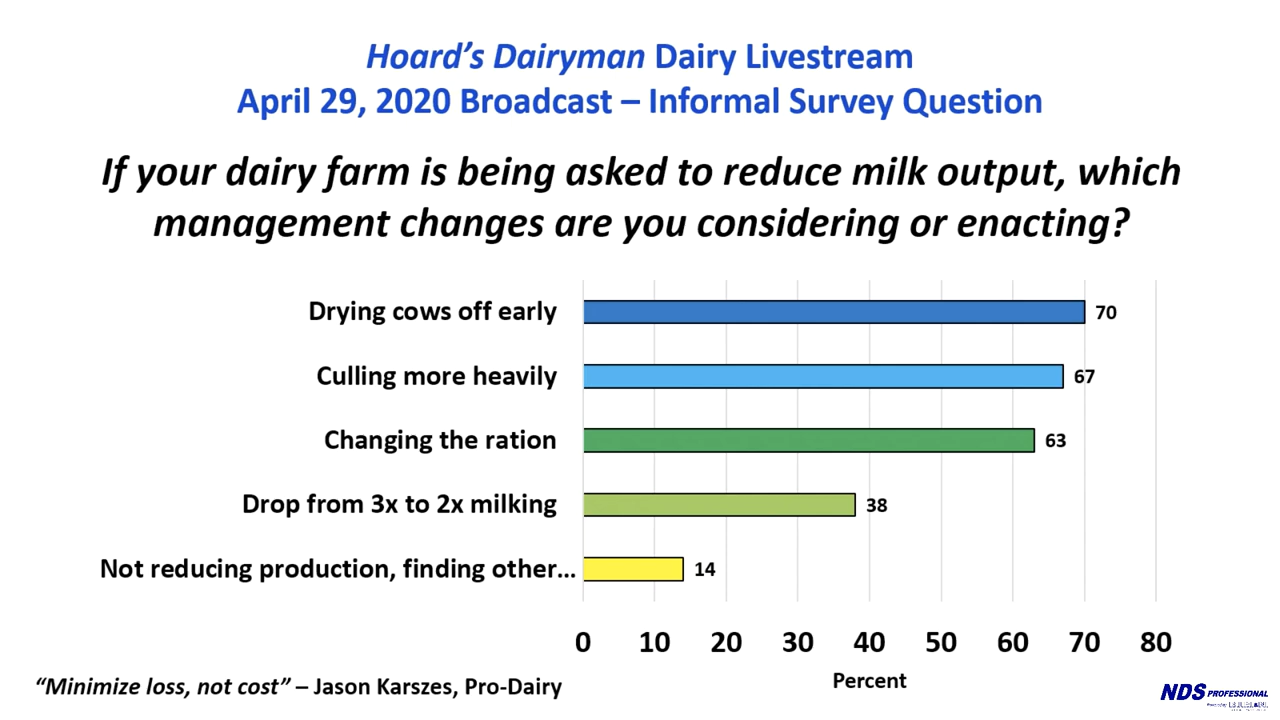 Hoard’s Dairyman Dairy Livestream
April 29, 2020 Broadcast – Informal Survey Question
If your dairy farm is being asked to reduce milk output, which
management changes are you considering or enacting?
Drying cows off early
70
Culling more heavily
67
Changing the ration
63
Drop from 3x to 2x milking
38
Not reducing production, finding other...
14
0 10 20 30 40 50 60 70 80
Percent
“Minimize loss, not cost” – Jason Karszes, Pro-Dairy
NDS PROFESSIONAL